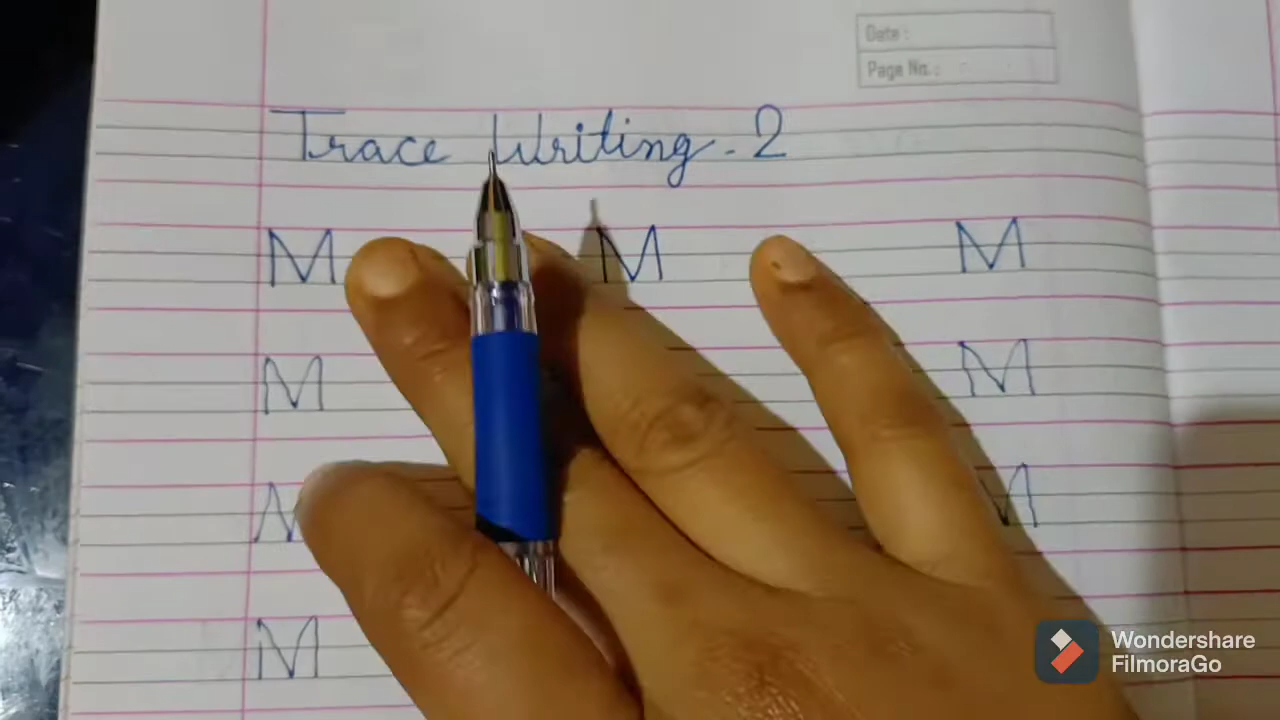 Date :
Page No. :
Trace Writing - 2
M M M
M M
M M
M
Wondershare
FilmoraGo